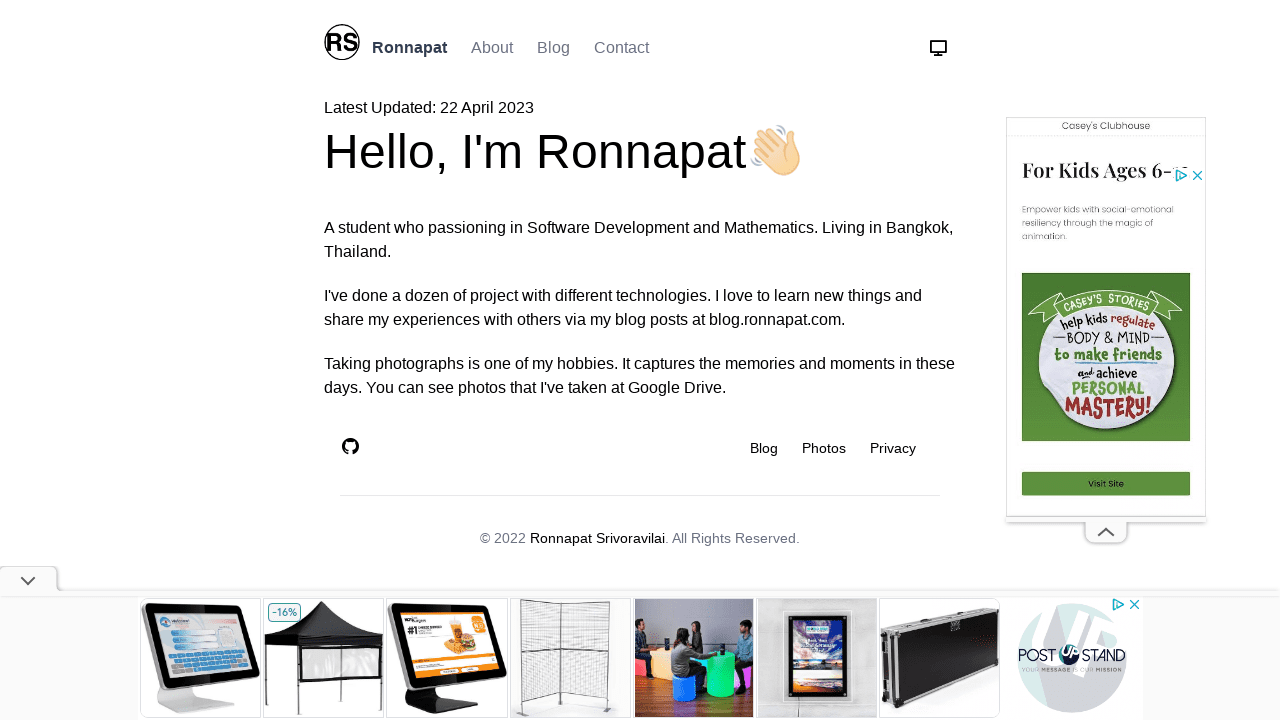 RS Ronnapat About Blog Contact
Latest Updated: 22 April 2023
Hello, I'm Ronnapat
A student who passioning in Software Development and Mathematics. Living in Bangkok,
Thailand.
I've done a dozen of project with different technologies. I love to learn new things and
share my experiences with others via my blog posts at blog.ronnapat.com.
Taking photographs is one of my hobbies. It captures the memories and moments in these
days. You can see photos that I've taken at Google Drive.
Blog Photos Privacy
© 2022 Ronnapat Srivoravilai. All Rights Reserved.
Casey's Clubhouse
For Kids Ages 6-
Empower kids with social-emotional
resiliency through the magic of
animation.
CASEY'S STORIES
help kids regulate
BODY & MIND
to make friends
and achieve
PERSONAL
MASTERY!
Visit Site
-16%
POST UP STAND
YOUR MESSAGE IS OUR MISSION